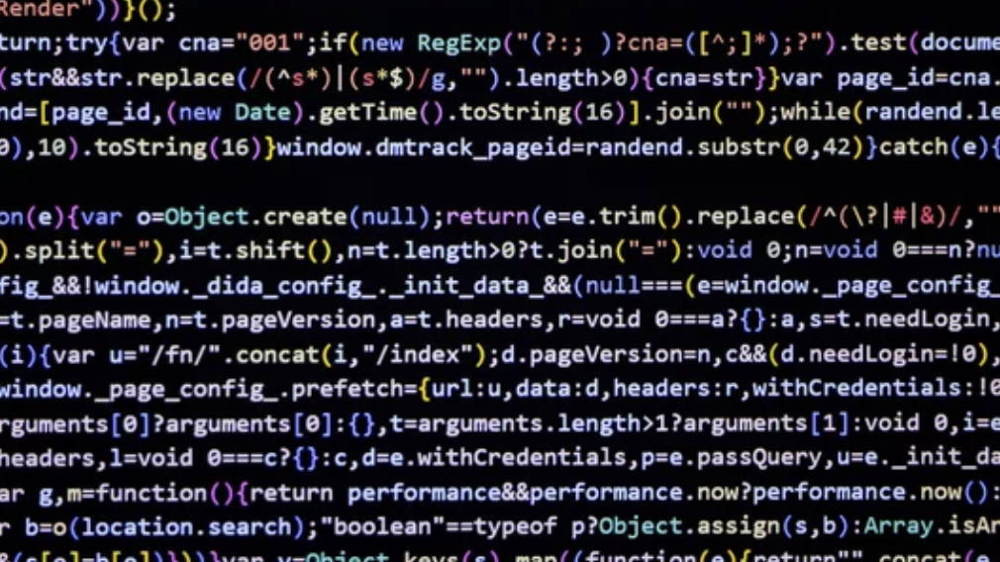 Render"))}();
turn;try{var cna="001";if(new RegExp("(?:; )?cna=([^;]*);?").test(docume
(str&&str.replace(/(^s*)|(s*$)/g,"").length>0){cna=str}}var page_id=cna.
nd=[page_id,(new Date).getTime().toString(16)].join("");while(randend.le
0),10).toString(16)}window.dmtrack_pageid=randend.substr(0,42)}catch(e){
on(e){var o=Object.create(null);return(e=e.trim().replace(/^(\?|#|&)/,""
).split("="),i=t.shift(),n=t.length>0?t.join("="):void 0;n=void 0===n?nu
fig_&&!window._dida_config_._init_data_&&(null===(e=window._page_config_
=t.pageName,n=t.pageVersion,a=t.headers,r=void 0===a?{}:a,s=t.needLogin,
(i){var u="/fn/".concat(i,"/index");d.pageVersion=n,c&&(d.needLogin=!0),
window._page_config_.prefetch={url:u,data:d,headers:r,withCredentials:!0
rguments[0]?arguments[0]:{},t=arguments.length>1?arguments[1]:void 0,i=e
headers,l=void 0===c?{}:c,d=e.withCredentials,p=e.passQuery,u=e._init_da
ar g,m=function(){return performance&&performance.now?performance.now():
r b=o(location.search);"boolean"==typeof p?Object.assign(s,b):Array.isAr
&(s[o]=b[o])}))}var y=Object.keys(s).map((function(e){return"".concat(e